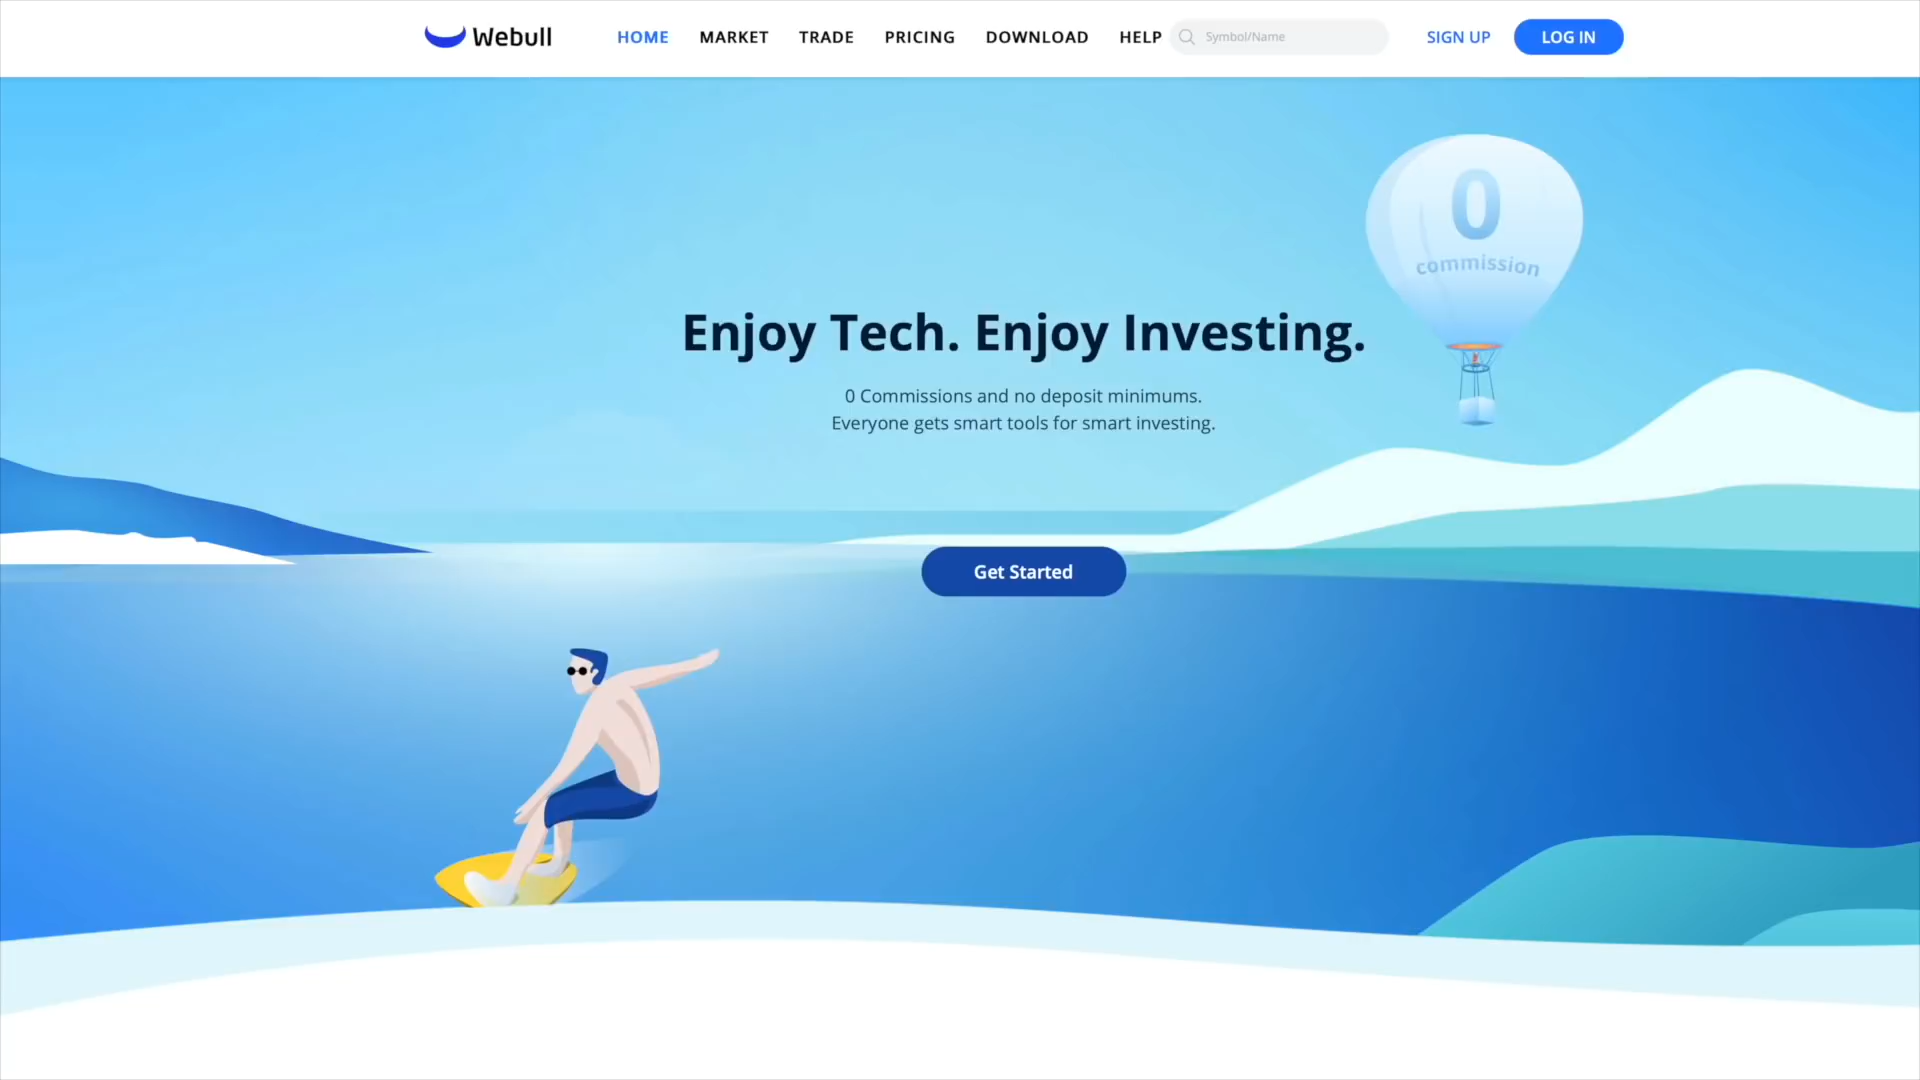 Webull
HOME MARKET TRADE PRICING DOWNLOAD HELP
Symbol/Name
SIGN UP
LOG IN
0
commission
Enjoy Tech. Enjoy Investing.
0 Commissions and no deposit minimums.
Everyone gets smart tools for smart investing.
Get Started